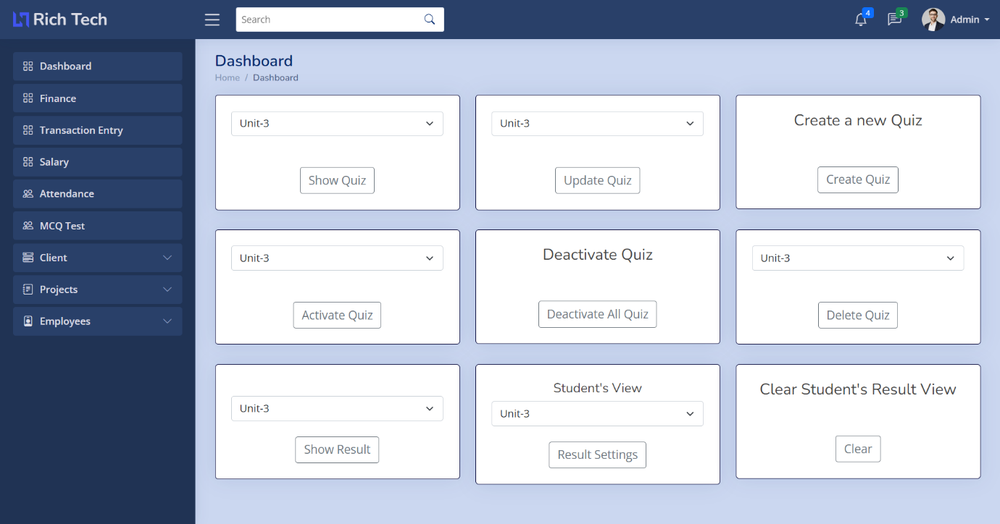 Rich Tech
Search
4
3
Admin
Dashboard
Finance
Transaction Entry
Salary
Attendance
MCQ Test
Client
Projects
Employees
Dashboard
Home / Dashboard
Unit-3
Show Quiz
Unit-3
Update Quiz
Create a new Quiz
Create Quiz
Unit-3
Activate Quiz
Deactivate Quiz
Deactivate All Quiz
Unit-3
Delete Quiz
Unit-3
Show Result
Student's View
Unit-3
Result Settings
Clear Student's Result View
Clear